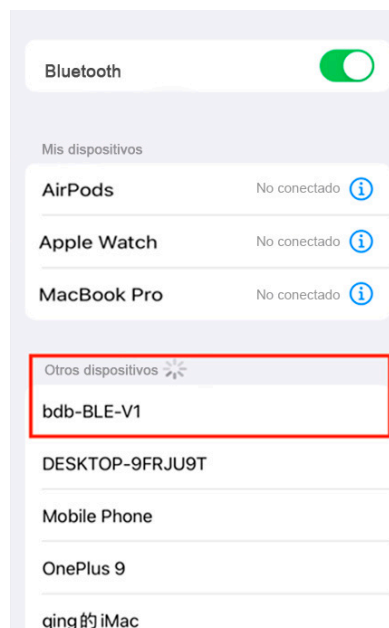 Bluetooth
Mis dispositivos
AirPods No conectado
Apple Watch No conectado
MacBook Pro No conectado
Otros dispositivos
bdb-BLE-V1
DESKTOP-9FRJU9T
Mobile Phone
OnePlus 9
qing的 iMac